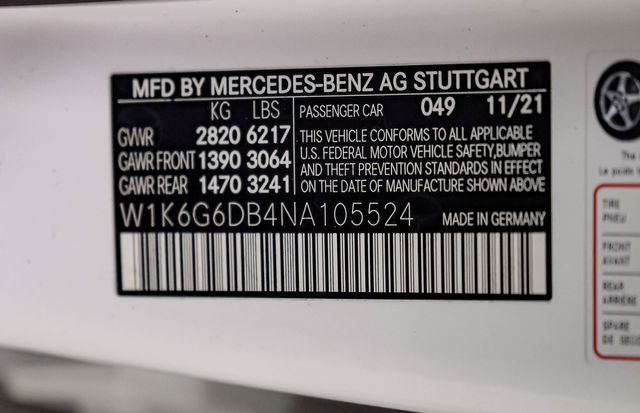 MFD BY MERCEDES-BENZ AG STUTTGART
KG LBS
PASSENGER CAR 049 11/21
GVWR 2820 6217
GAWR FRONT 1390 3064
GAWR REAR 1470 3241
THIS VEHICLE CONFORMS TO ALL APPLICABLE
U.S. FEDERAL MOTOR VEHICLE SAFETY,BUMPER
AND THEFT PREVENTION STANDARDS IN EFFECT
ON THE DATE OF MANUFACTURE SHOWN ABOVE
W1K6G6DB4NA105524
MADE IN GERMANY
The
TIRE
PNEU
FRONT
AVANT
REAR
ARRIÈRE
SPARE
DE